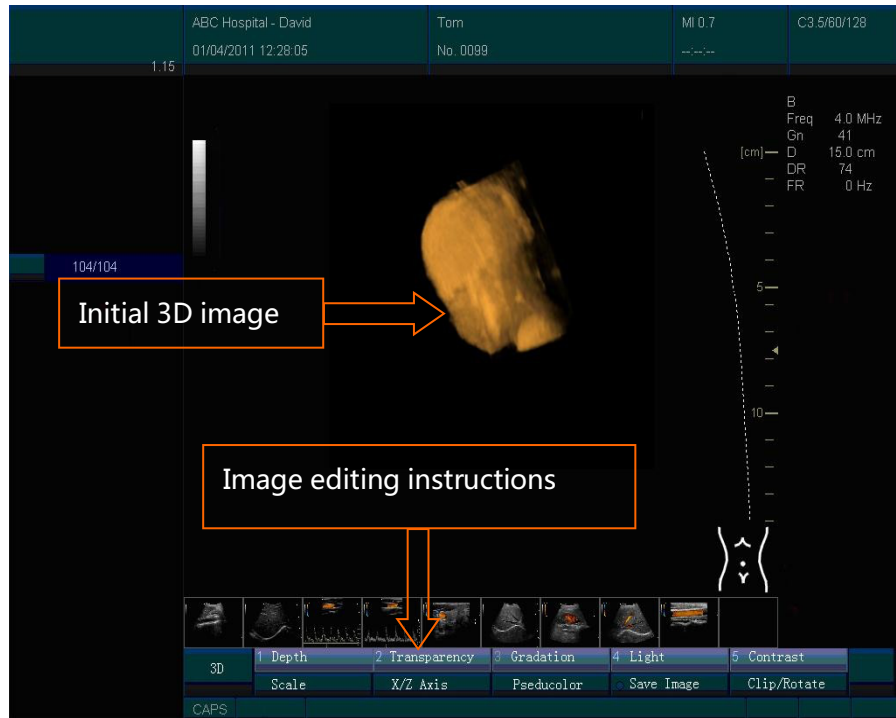 ABC Hospital - David
Tom
MI 0.7
C3.5/60/128
01/04/2011 12:28:05
No. 0099
--:--:--
1.15
B
Freq 4.0 MHz
Gn 41
[cm] D 15.0 cm
DR 74
FR 0 Hz
104/104
5
Initial 3D image
10
Image editing instructions
3D
1 Depth
2 Transparency
3 Gradation
4 Light
5 Contrast
Scale
X/Z Axis
Pseducolor
Save Image
Clip/Rotate
CAPS